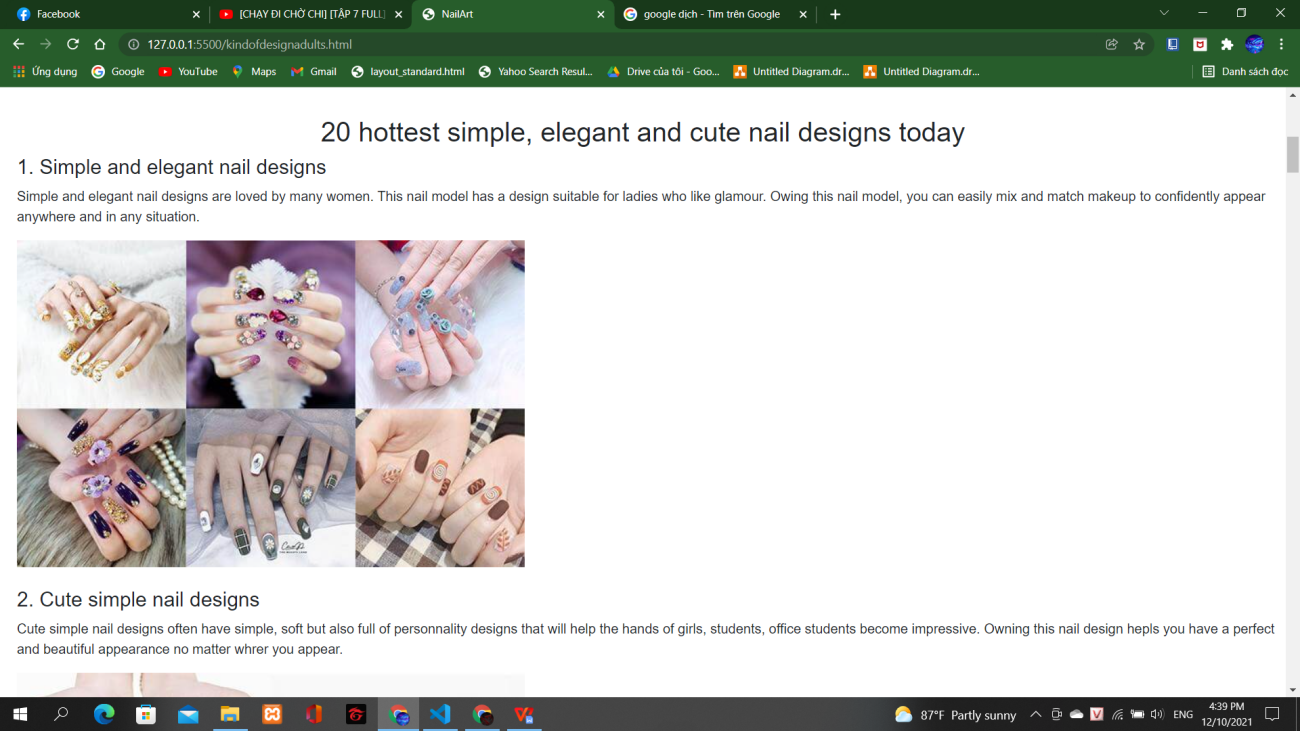 Facebook
[CHẠY ĐI CHỜ CHI] [TẬP 7 FULL]
NailArt
google dịch - Tìm trên Google
127.0.0.1:5500/kindofdesignadults.html
Ứng dụng
Google
YouTube
Maps
Gmail
layout_standard.html
Yahoo Search Resul...
Drive của tôi - Goo...
Untitled Diagram.dr...
Untitled Diagram.dr...
Danh sách đọc
20 hottest simple, elegant and cute nail designs today
1. Simple and elegant nail designs
Simple and elegant nail designs are loved by many women. This nail model has a design suitable for ladies who like glamour. Owing this nail model, you can easily mix and match makeup to confidently appear
anywhere and in any situation.
2. Cute simple nail designs
Cute simple nail designs often have simple, soft but also full of personnality designs that will help the hands of girls, students, office students become impressive. Owning this nail design hepls you have a perfect
and beautiful appearance no matter whrer you appear.
87°F Partly sunny
ENG
4:39 PM
12/10/2021